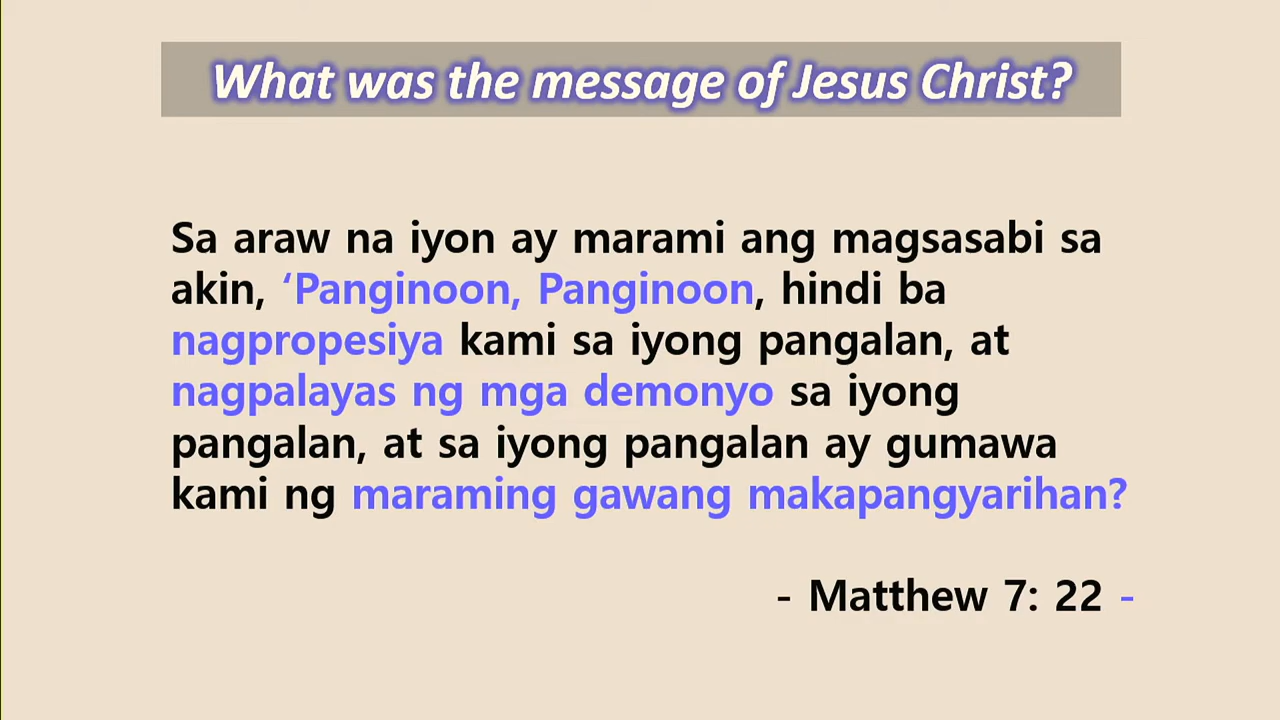 What was the message of Jesus Christ?
Sa araw na iyon ay marami ang magsasabi sa
akin, ‘Panginoon, Panginoon, hindi ba
nagpropesiya kami sa iyong pangalan, at
nagpalayas ng mga demonyo sa iyong
pangalan, at sa iyong pangalan ay gumawa
kami ng maraming gawang makapangyarihan?
- Matthew 7: 22 -